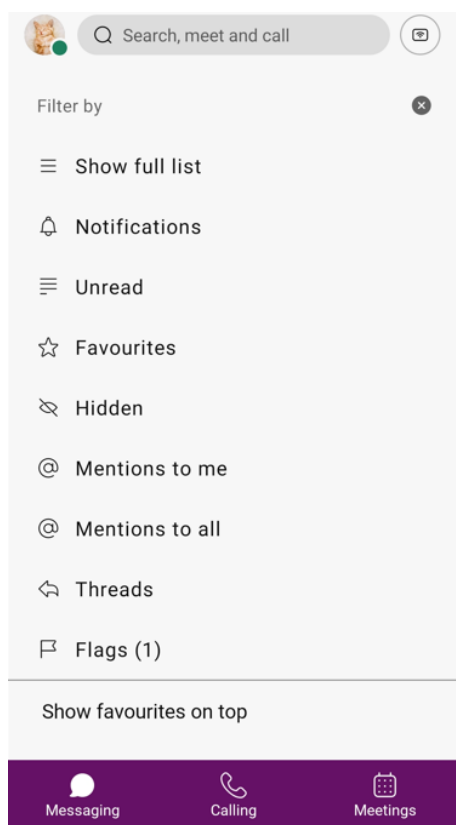 Search, meet and call
Filter by
Show full list
Notifications
Unread
Favourites
Hidden
Mentions to me
Mentions to all
Threads
Flags (1)
Show favourites on top
Messaging Calling Meetings